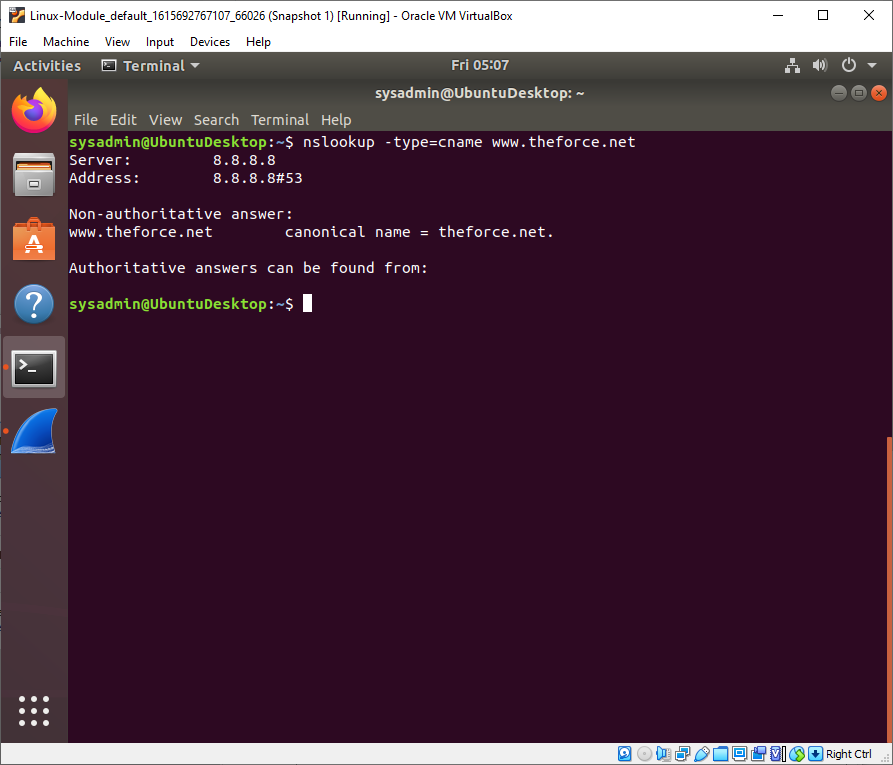 Linux-Module_default_1615692767107_66026 (Snapshot 1) [Running] - Oracle VM VirtualBox
File Machine View Input Devices Help
Activities Terminal Fri 05:07
sysadmin@UbuntuDesktop: ~
File Edit View Search Terminal Help
sysadmin@UbuntuDesktop:~$ nslookup -type=cname www.theforce.net
Server: 8.8.8.8
Address: 8.8.8.8#53
Non-authoritative answer:
www.theforce.net canonical name = theforce.net.
Authoritative answers can be found from:
sysadmin@UbuntuDesktop:~$
Right Ctrl